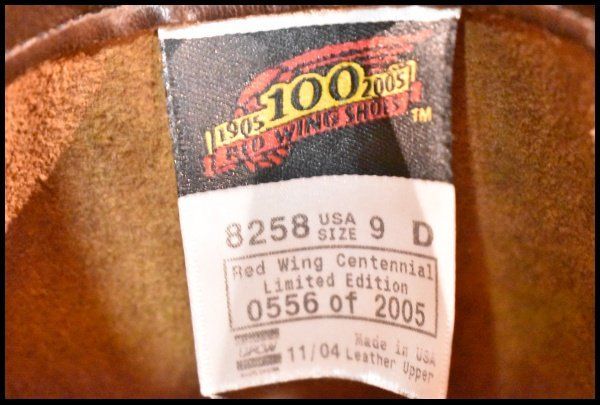 1905 100 2005
RED WING SHOES ™
8258 USA SIZE 9 D
Red Wing Centennial
Limited Edition
0556 of 2005
UFCW
11/04 Made in USA
Leather Upper